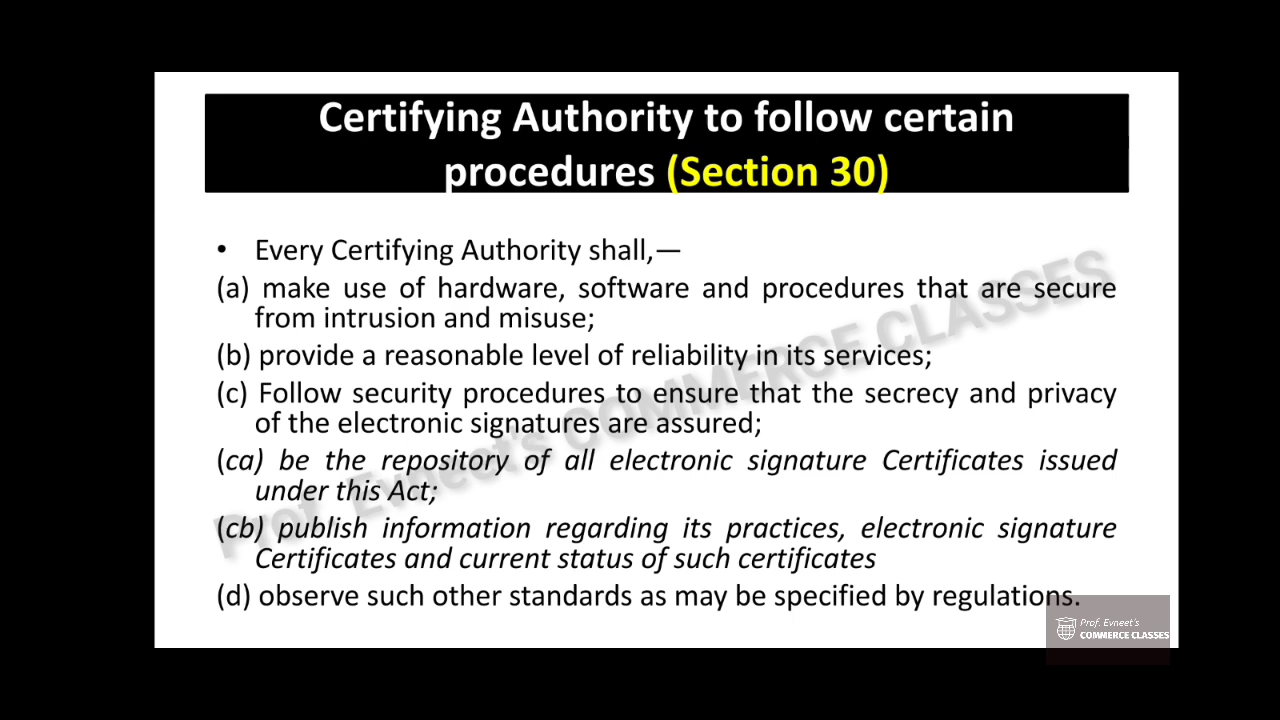 Certifying Authority to follow certain
procedures (Section 30)
• Every Certifying Authority shall,—
(a) make use of hardware, software and procedures that are secure
from intrusion and misuse;
(b) provide a reasonable level of reliability in its services;
(c) Follow security procedures to ensure that the secrecy and privacy
of the electronic signatures are assured;
(ca) be the repository of all electronic signature Certificates issued
under this Act;
(cb) publish information regarding its practices, electronic signature
Certificates and current status of such certificates
(d) observe such other standards as may be specified by regulations.
Prof. Evneet's COMMERCE CLASSES
Prof. Evneet's
COMMERCE CLASSES